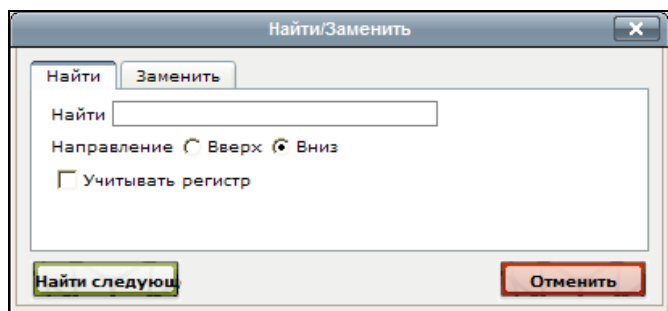 Найти/Заменить
Найти Заменить
Найти
Направление Вверх Вниз
Учитывать регистр
Найти следующ Отменить